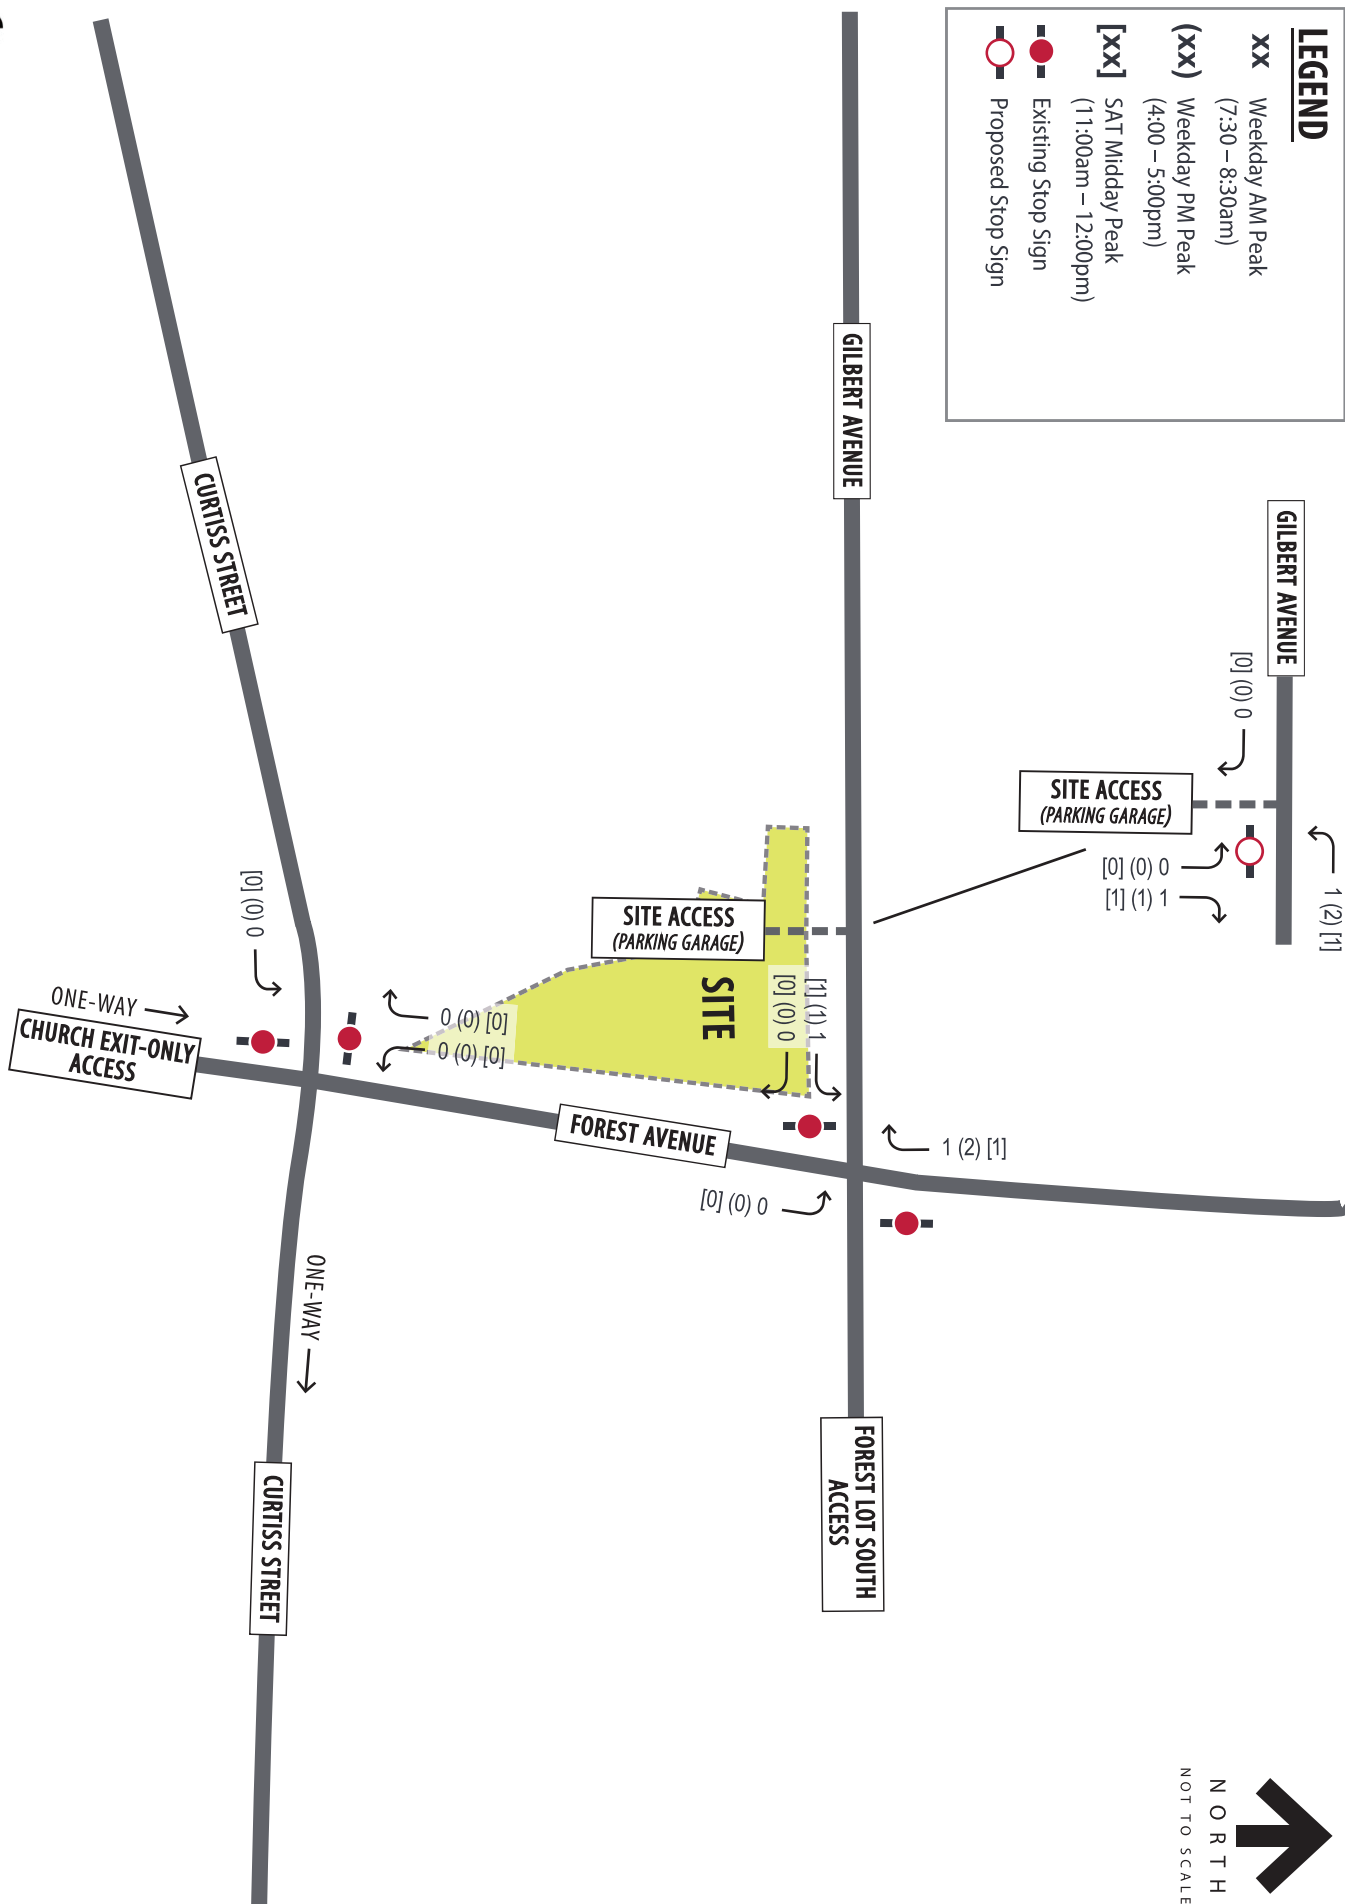 LEGEND
XX Weekday AM Peak
(7:30 – 8:30am)
(XX) Weekday PM Peak
(4:00 – 5:00pm)
[XX] SAT Midday Peak
(11:00am – 12:00pm)
Existing Stop Sign
Proposed Stop Sign
GILBERT AVENUE
[0] (0) 0
1 (2) [1]
SITE ACCESS
(PARKING GARAGE)
[0] (0) 0
[1] (1) 1
GILBERT AVENUE
SITE ACCESS
(PARKING GARAGE)
SITE
[1] (1) 1
[0] (0) 0
1 (2) [1]
[0] (0) 0
FOREST AVENUE
FOREST LOT SOUTH
ACCESS
CURTISS STREET
[0] (0) 0
0 (0) [0]
0 (0) [0]
ONE-WAY
CHURCH EXIT-ONLY
ACCESS
ONE-WAY
CURTISS STREET
NORTH
NOT TO SCALE